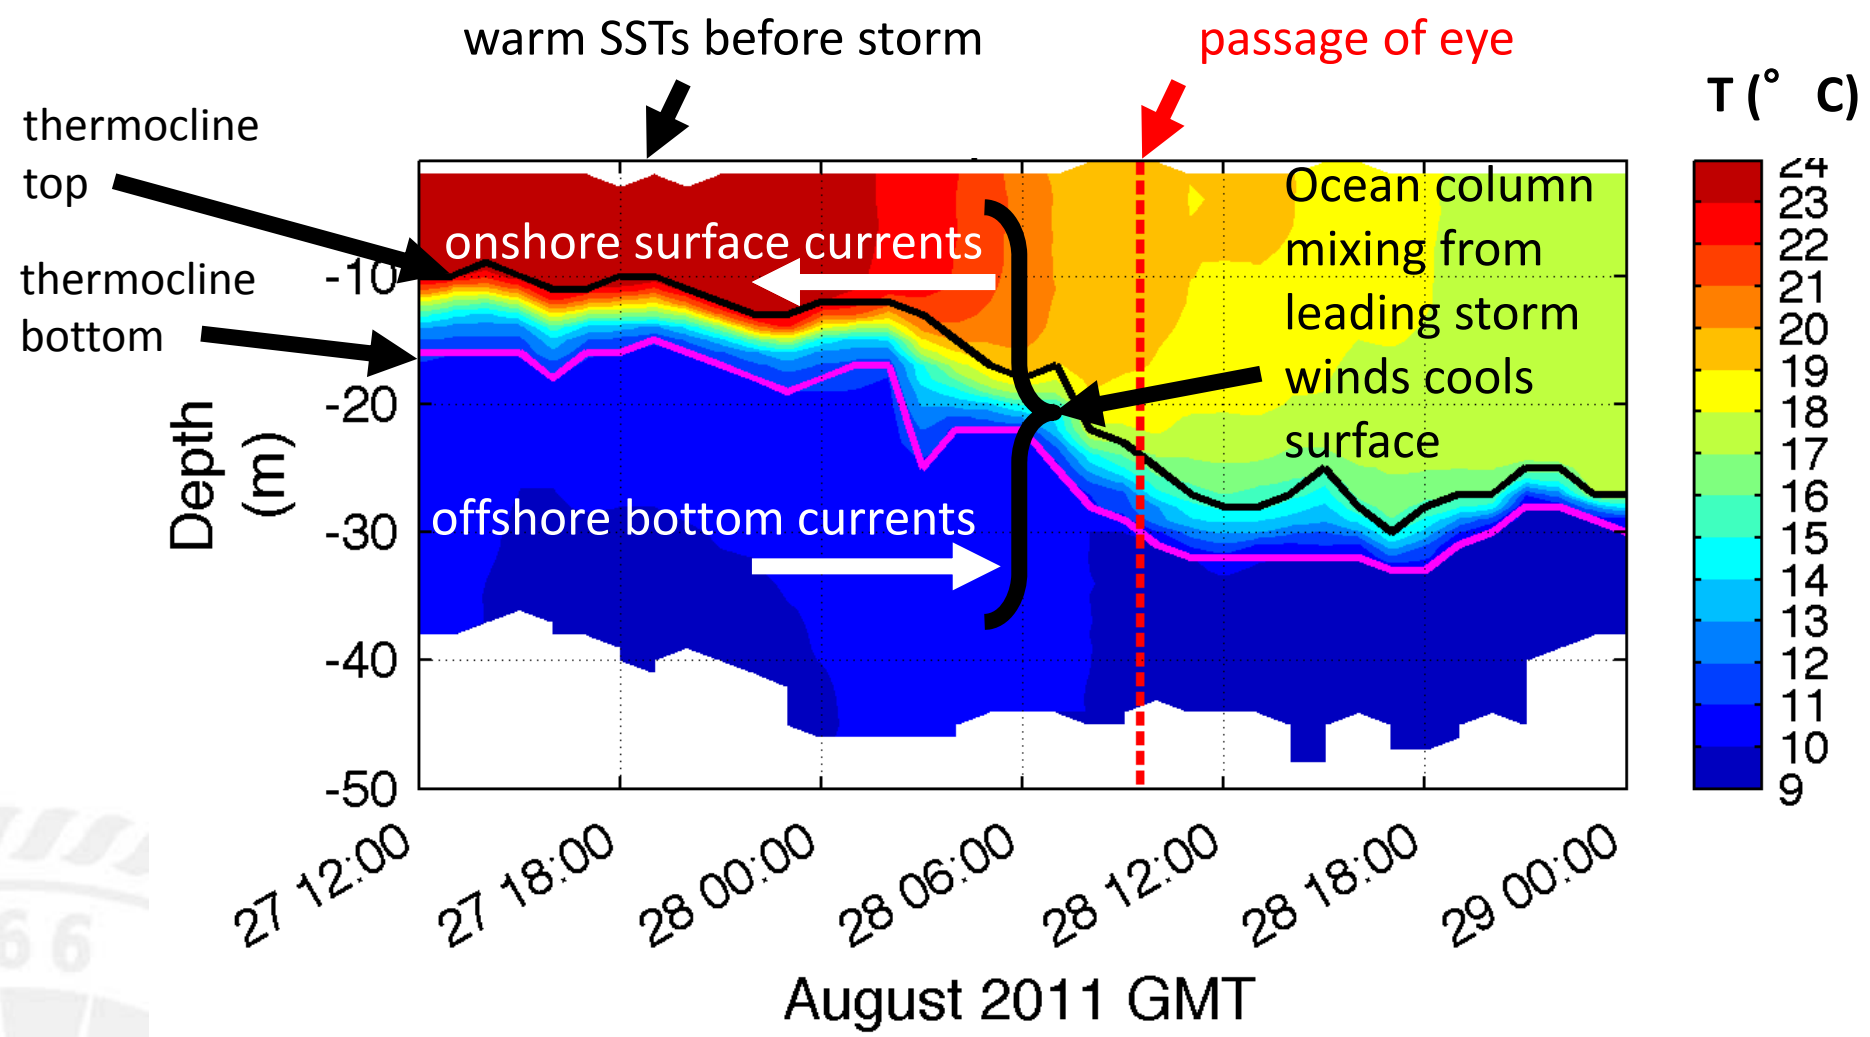 warm SSTs before storm
passage of eye
T (° C)
thermocline
top
thermocline
bottom
onshore surface currents
offshore bottom currents
Ocean column
mixing from
leading storm
winds cools
surface
Depth
(m)
-10
-20
-30
-40
-50
27 12:00
27 18:00
28 00:00
28 06:00
28 12:00
28 18:00
29 00:00
August 2011 GMT
24
23
22
21
20
19
18
17
16
15
14
13
12
11
10
9
66